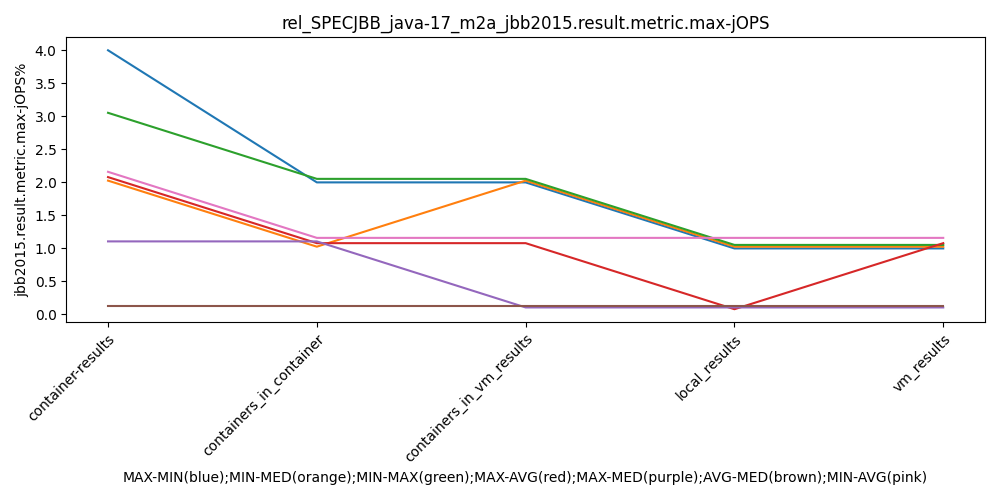 rel_SPECJBB_java-17_m2a_jbb2015.result.metric.max-jOPS
jbb2015.result.metric.max-jOPS%
4.0
3.5
3.0
2.5
2.0
1.5
1.0
0.5
0.0
container-results
containers_in_container
containers_in_vm_results
local_results
vm_results
MAX-MIN(blue);MIN-MED(orange);MIN-MAX(green);MAX-AVG(red);MAX-MED(purple);AVG-MED(brown);MIN-AVG(pink)